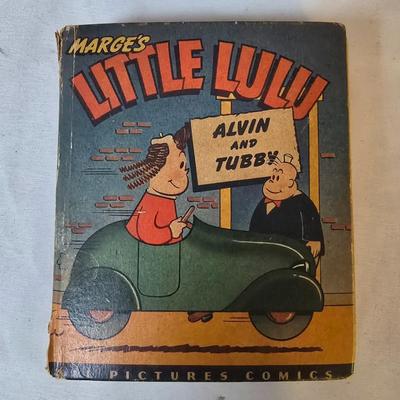 MARGE'S
LITTLE LULU
ALVIN
AND
TUBBY
PICTURES COMICS